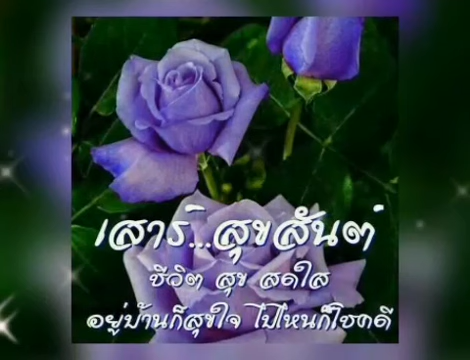 เสาร์...สุขสันต์
ชีวิต สุข สดใส
อยู่บ้านก็สุขใจ ไปไหนก็โชคดี